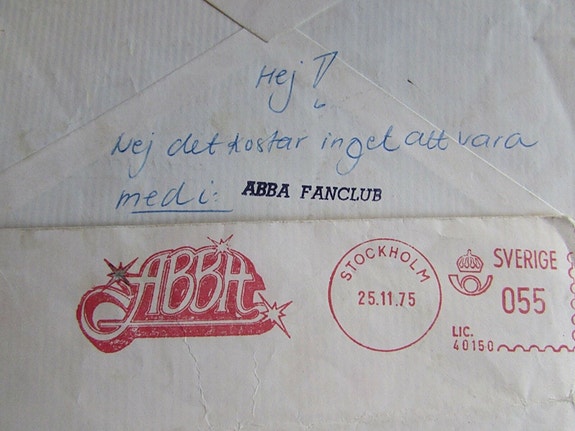 Hej!
Nej det kostar inget att vara
med i: ABBA FANCLUB
ABBA
STOCKHOLM
25.11.75
SVERIGE
055
LIC.
40150